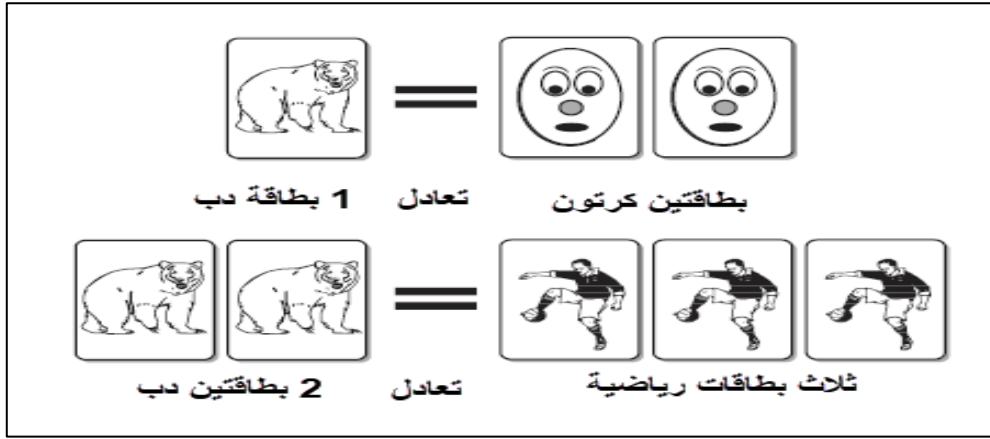 بطاقتين كرتون تعادل 1 بطاقة دب
ثلاث بطاقات رياضية تعادل 2 بطاقتين دب